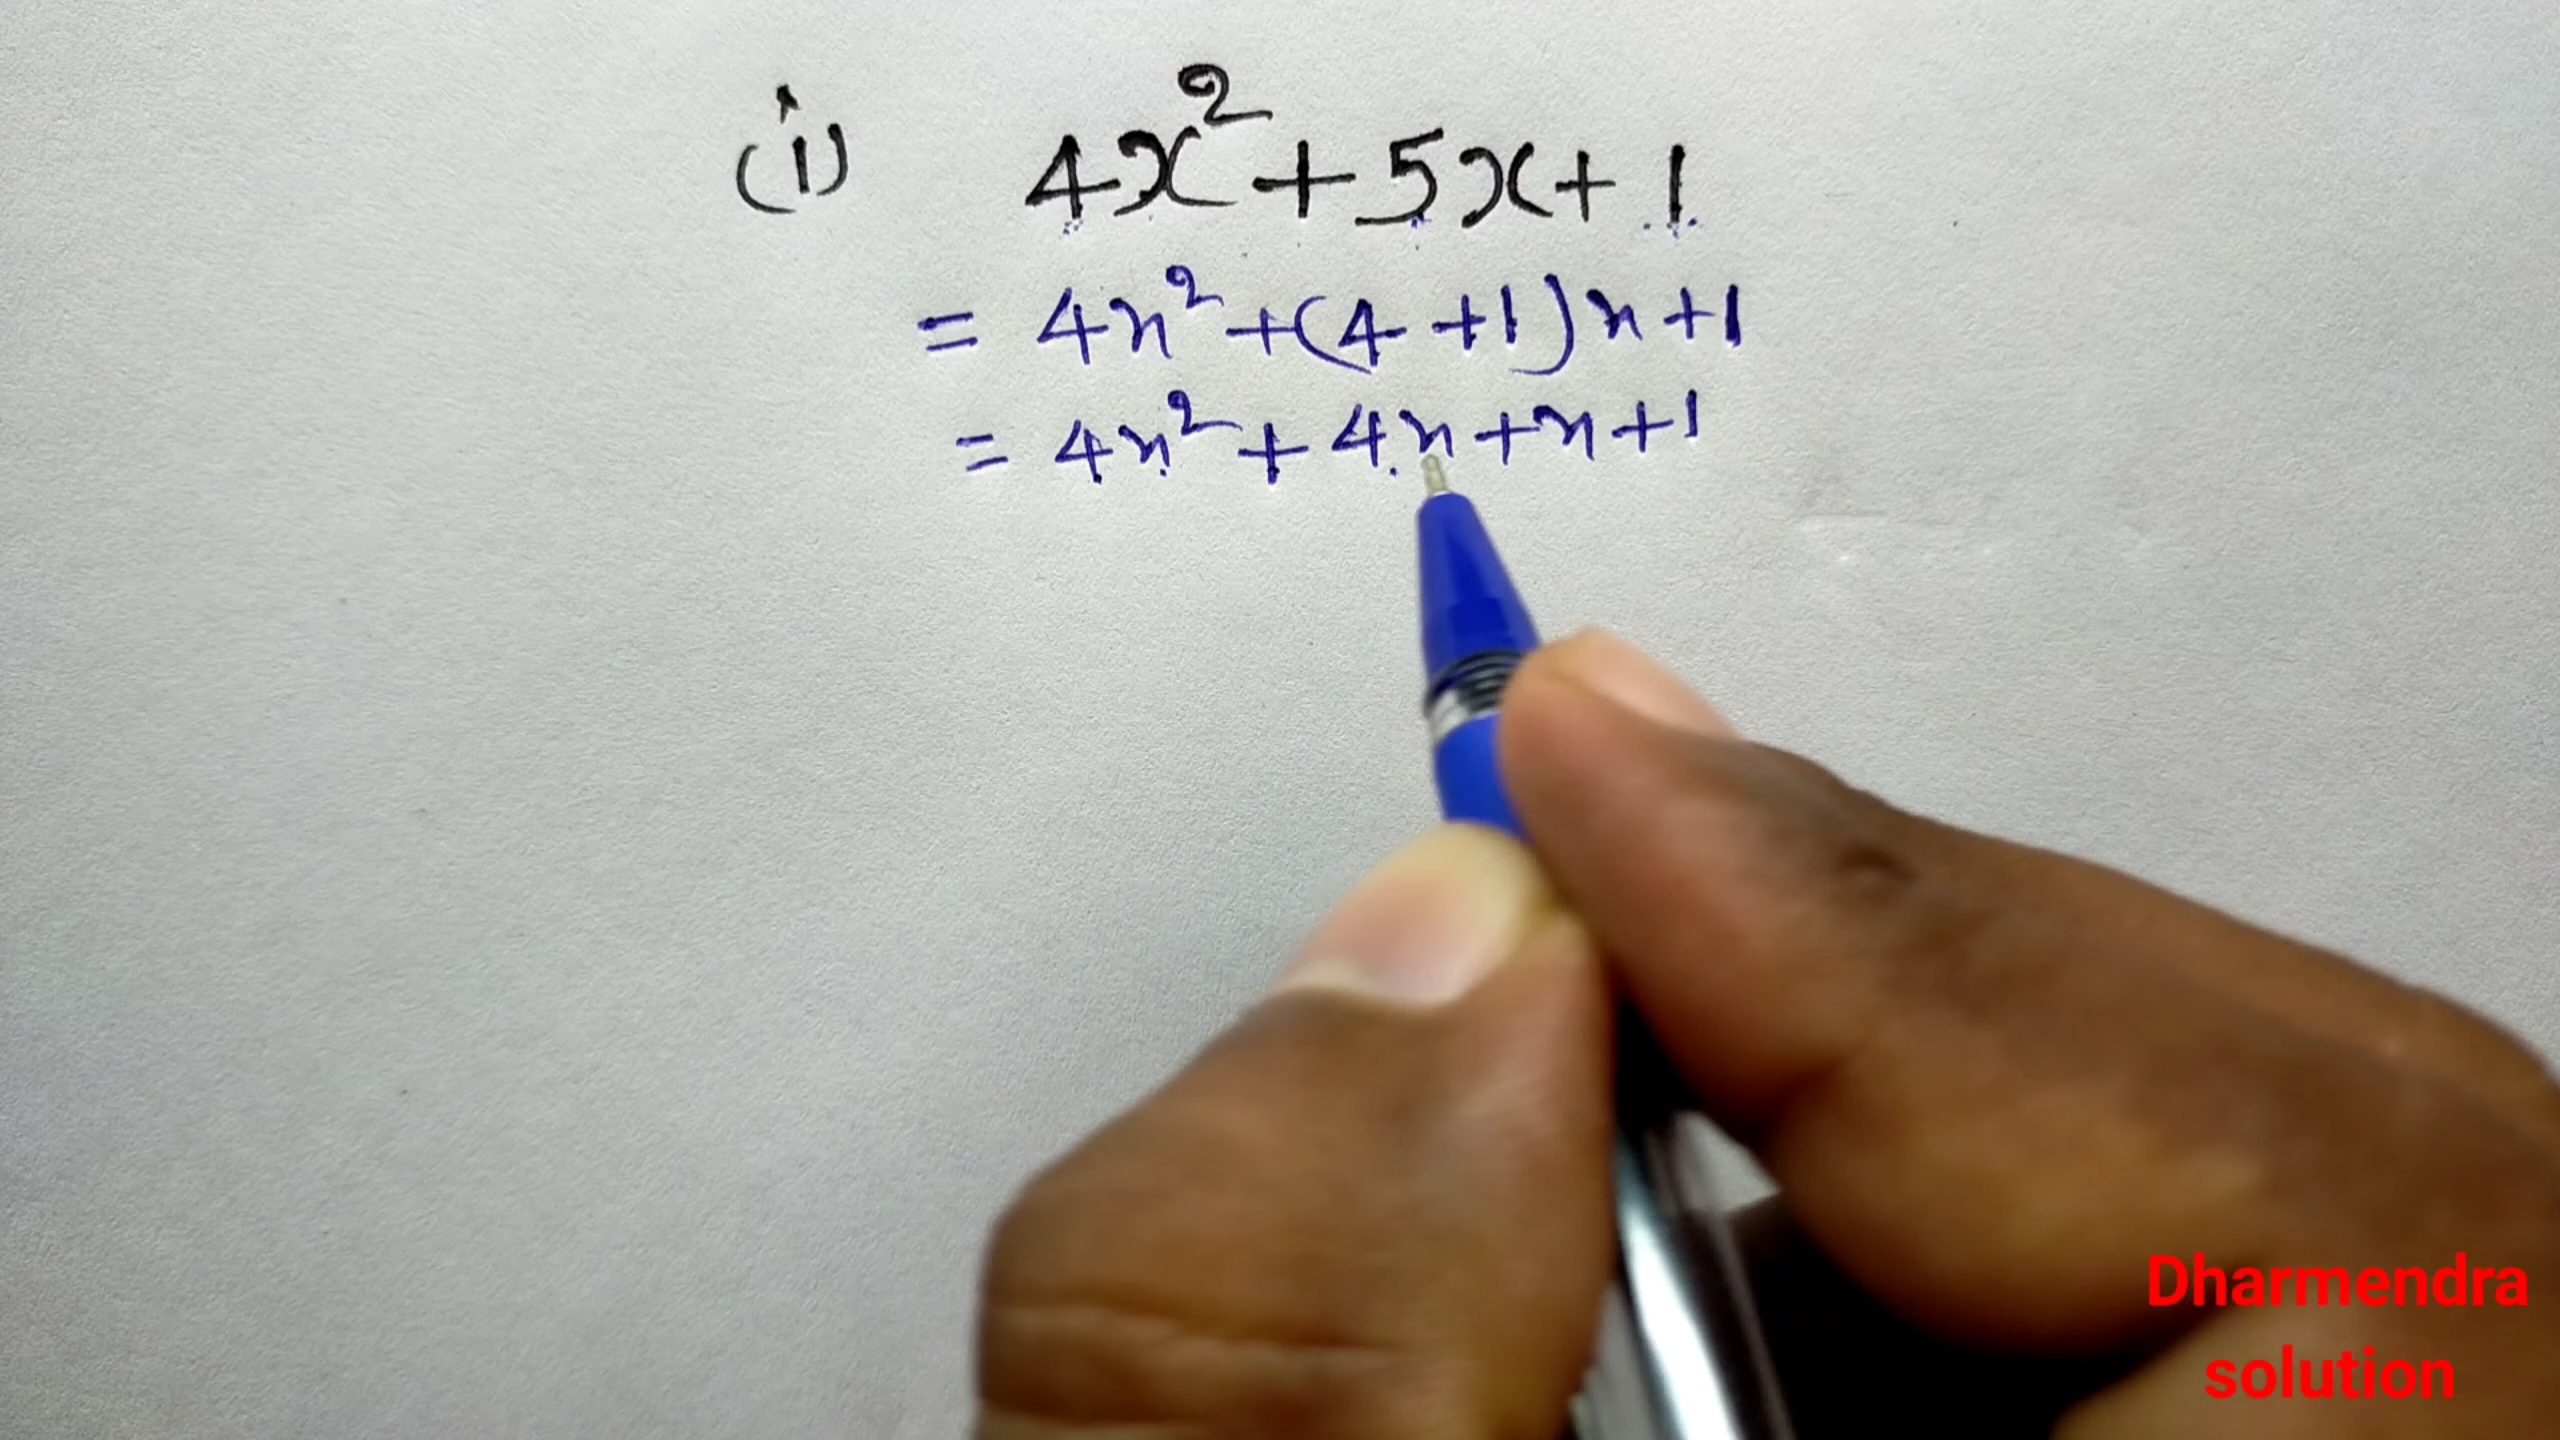 (i) 4x² + 5x + 1
= 4x² + (4 + 1)x + 1
= 4x² + 4x + x + 1
Dharmendra
solution